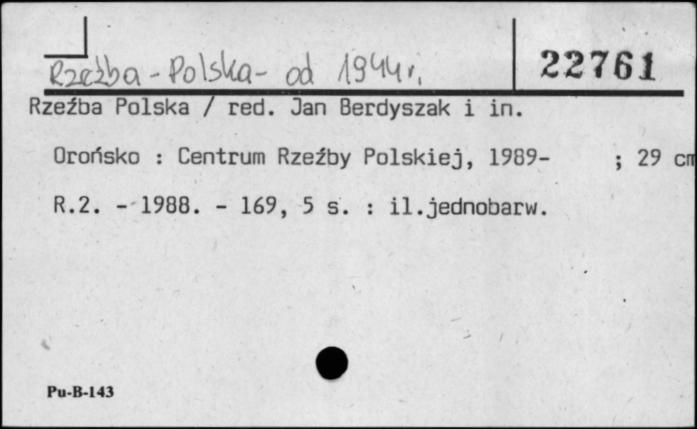 Rzeźba - Polska - od 1944 r.
22761
Rzeźba Polska / red. Jan Berdyszak i in.
Orońsko : Centrum Rzeźby Polskiej, 1989- ; 29 cm
R.2. - 1988. - 169, 5 s. : il.jednobarw.
Pu-B-143